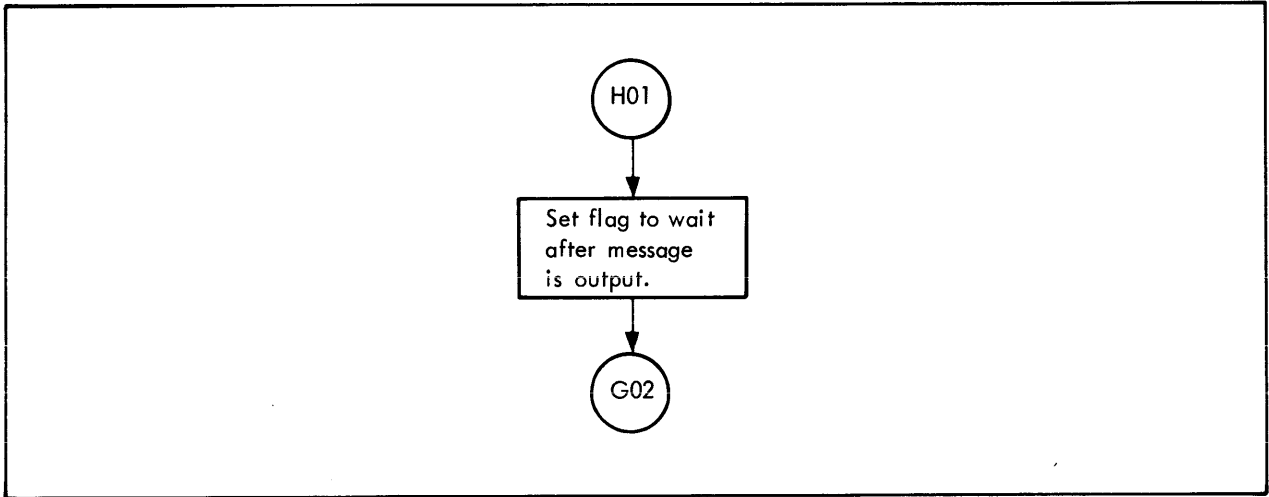 H01
Set flag to wait
after message
is output.
G02